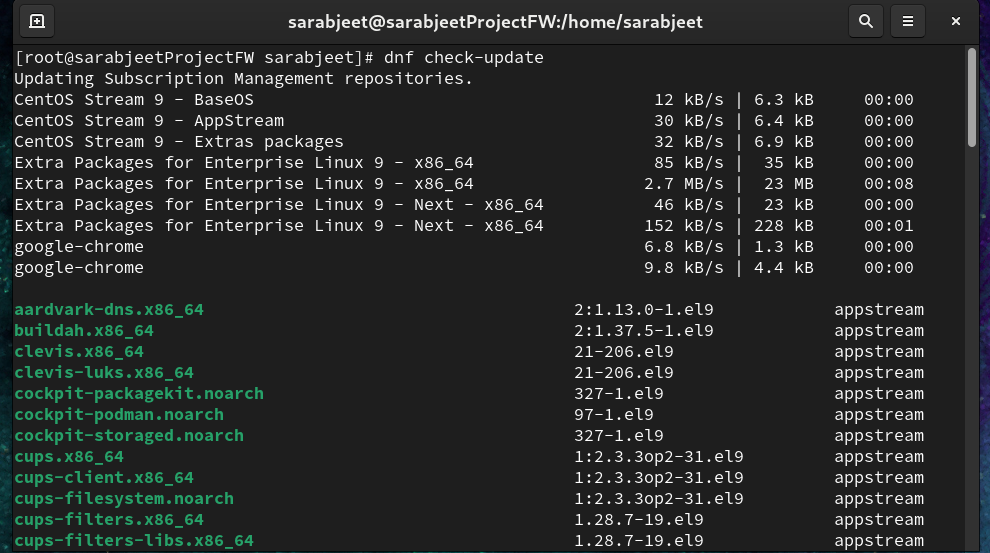 sarabjeet@sarabjeetProjectFW:/home/sarabjeet
[root@sarabjeetProjectFW sarabjeet]# dnf check-update
Updating Subscription Management repositories.
CentOS Stream 9 - BaseOS 12 kB/s | 6.3 kB 00:00
CentOS Stream 9 - AppStream 30 kB/s | 6.4 kB 00:00
CentOS Stream 9 - Extras packages 32 kB/s | 6.9 kB 00:00
Extra Packages for Enterprise Linux 9 - x86_64 85 kB/s | 35 kB 00:00
Extra Packages for Enterprise Linux 9 - x86_64 2.7 MB/s | 23 MB 00:08
Extra Packages for Enterprise Linux 9 - Next - x86_64 46 kB/s | 23 kB 00:00
Extra Packages for Enterprise Linux 9 - Next - x86_64 152 kB/s | 228 kB 00:01
google-chrome 6.8 kB/s | 1.3 kB 00:00
google-chrome 9.8 kB/s | 4.4 kB 00:00
aardvark-dns.x86_64 2:1.13.0-1.el9 appstream
buildah.x86_64 2:1.37.5-1.el9 appstream
clevis.x86_64 21-206.el9 appstream
clevis-luks.x86_64 21-206.el9 appstream
cockpit-packagekit.noarch 327-1.el9 appstream
cockpit-podman.noarch 97-1.el9 appstream
cockpit-storaged.noarch 327-1.el9 appstream
cups.x86_64 1:2.3.3op2-31.el9 appstream
cups-client.x86_64 1:2.3.3op2-31.el9 appstream
cups-filesystem.noarch 1:2.3.3op2-31.el9 appstream
cups-filters.x86_64 1.28.7-19.el9 appstream
cups-filters-libs.x86_64 1.28.7-19.el9 appstream